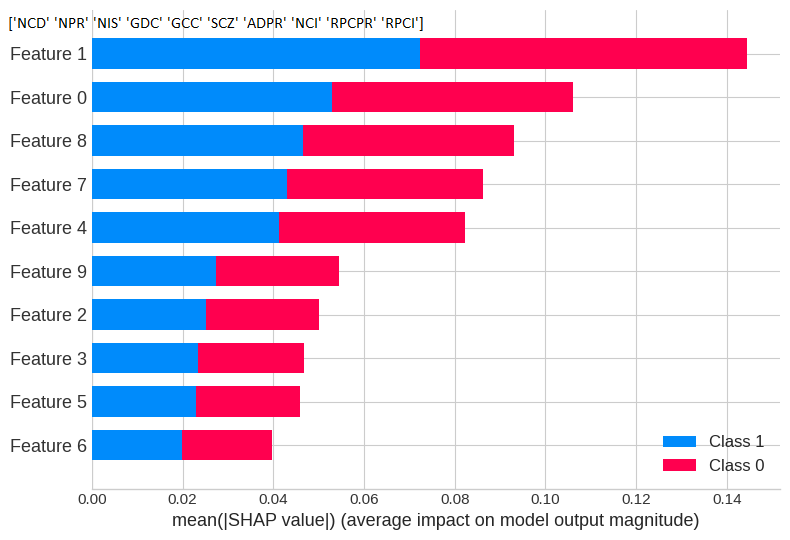 ['NCD' 'NPR' 'NIS' 'GDC' 'GCC' 'SCZ' 'ADPR' 'NCI' 'RPCPR' 'RPCI']
Feature 1
Feature 0
Feature 8
Feature 7
Feature 4
Feature 9
Feature 2
Feature 3
Feature 5
Feature 6
Class 1
Class 0
0.00 0.02 0.04 0.06 0.08 0.10 0.12 0.14
mean(|SHAP value|) (average impact on model output magnitude)